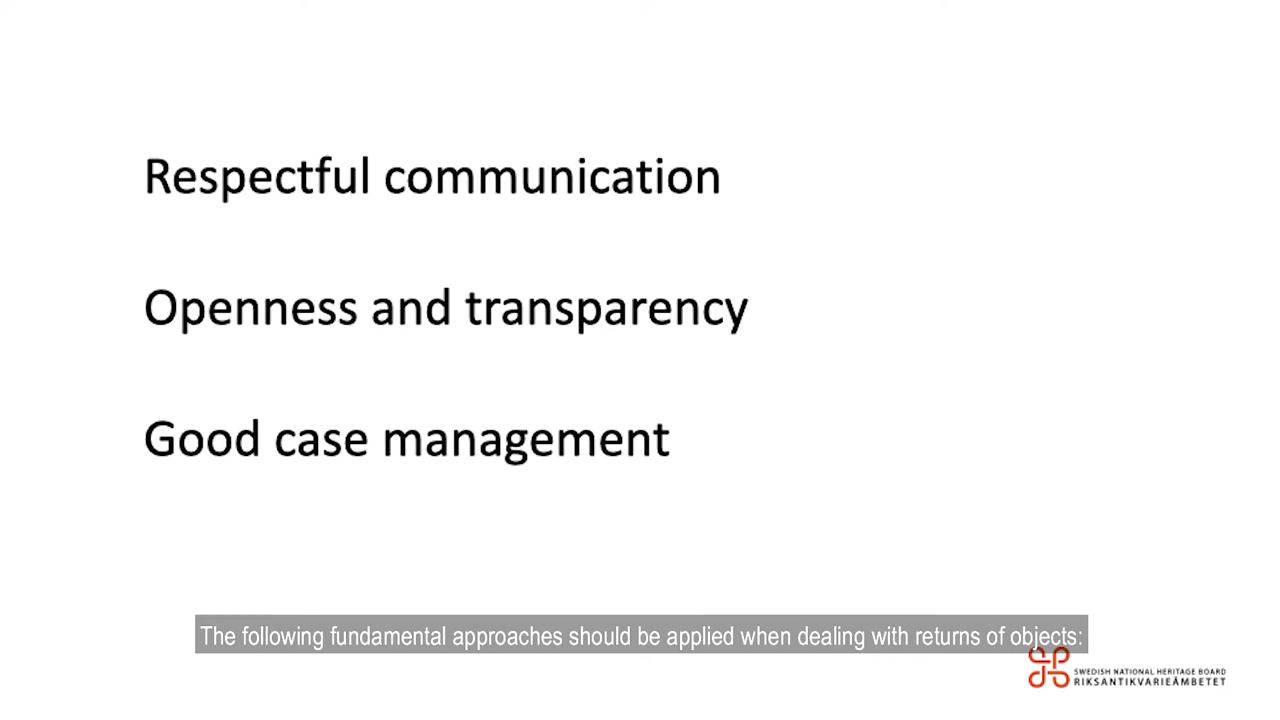 Respectful communication
Openness and transparency
Good case management
The following fundamental approaches should be applied when dealing with returns of objects:
SWEDISH NATIONAL HERITAGE BOARD
RIKSANTIKVARIEÄMBETET